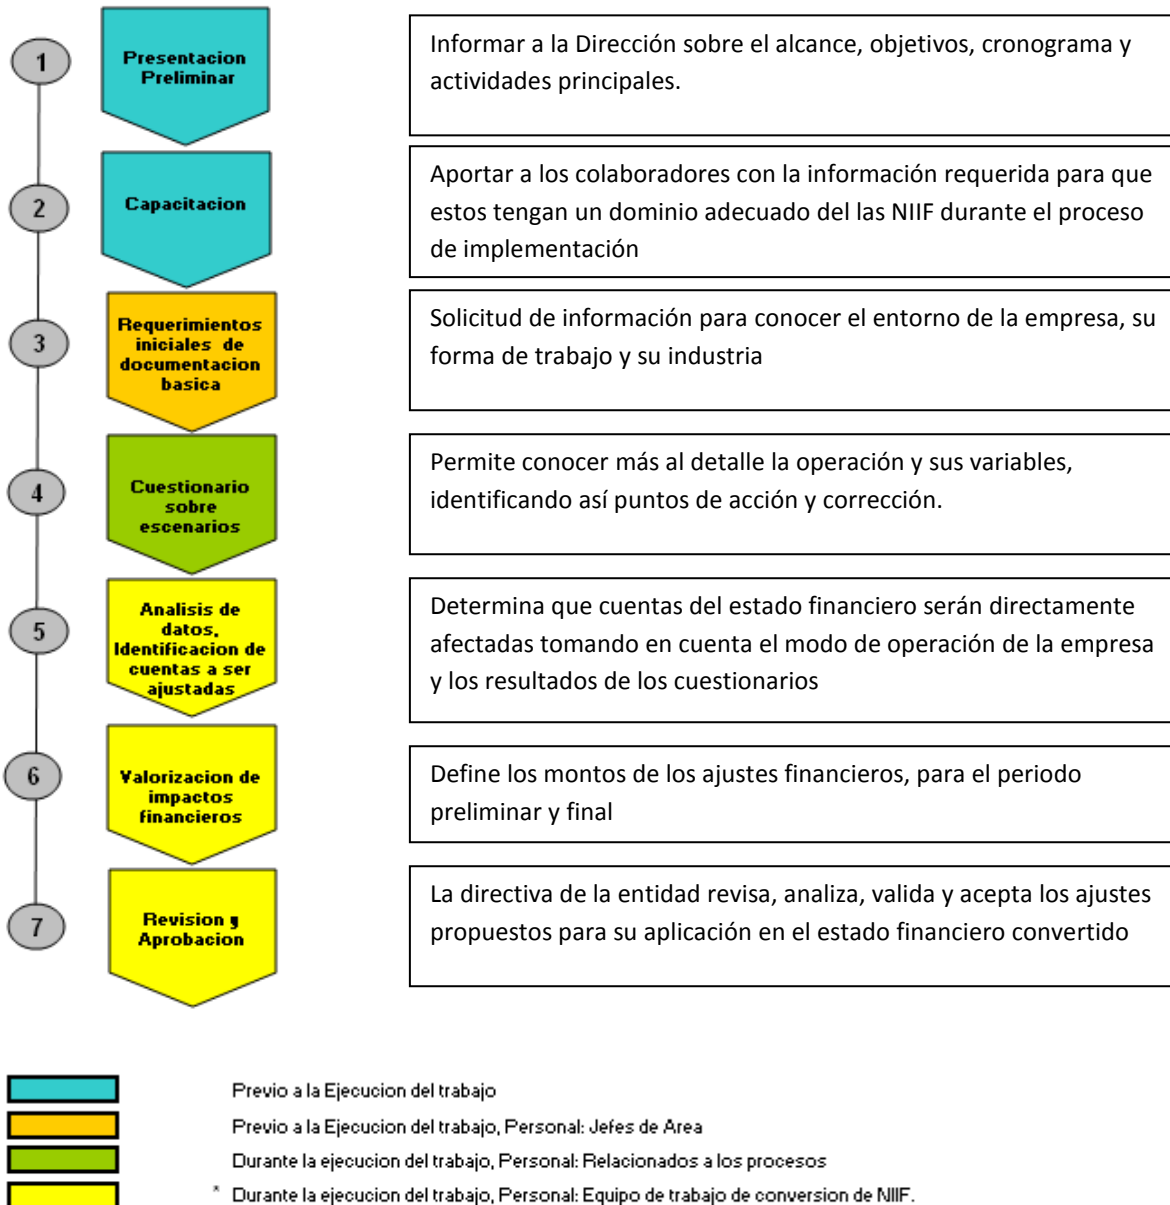 1
Presentacion
Preliminar
Informar a la Dirección sobre el alcance, objetivos, cronograma y
actividades principales.
2
Capacitacion
Aportar a los colaboradores con la información requerida para que
estos tengan un dominio adecuado del las NIIF durante el proceso
de implementación
3
Requerimientos
iniciales de
documentacion
basica
Solicitud de información para conocer el entorno de la empresa, su
forma de trabajo y su industria
4
Cuestionario
sobre
escenarios
Permite conocer más al detalle la operación y sus variables,
identificando así puntos de acción y corrección.
5
Analisis de
datos,
Identificacion de
cuentas a ser
ajustadas
Determina que cuentas del estado financiero serán directamente
afectadas tomando en cuenta el modo de operación de la empresa
y los resultados de los cuestionarios
6
Valorizacion de
impactos
financieros
Define los montos de los ajustes financieros, para el periodo
preliminar y final
7
Revision y
Aprobacion
La directiva de la entidad revisa, analiza, valida y acepta los ajustes
propuestos para su aplicación en el estado financiero convertido
Previo a la Ejecucion del trabajo
Previo a la Ejecucion del trabajo, Personal: Jefes de Area
Durante la ejecucion del trabajo, Personal: Relacionados a los procesos
* Durante la ejecucion del trabajo, Personal: Equipo de trabajo de conversion de NIIF.